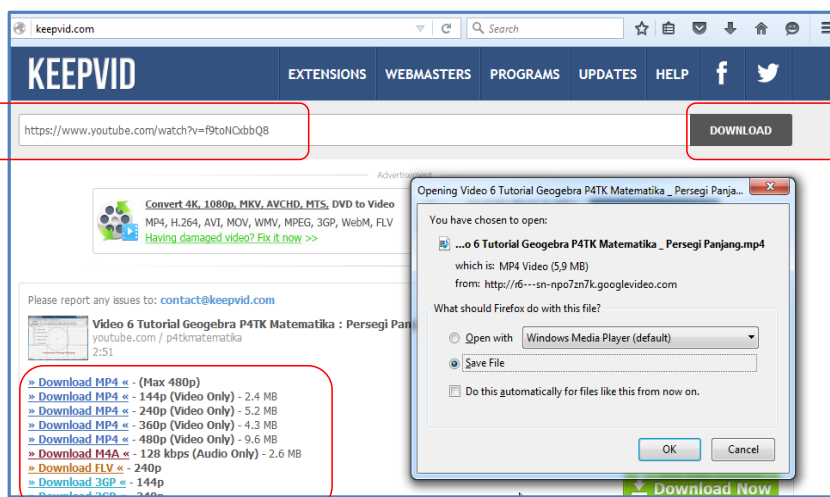 keepvid.com
Search
KEEPVID
EXTENSIONS WEBMASTERS PROGRAMS UPDATES HELP
https://www.youtube.com/watch?v=f9toNCxbbQ8
DOWNLOAD
Advertisement
Convert 4K, 1080p, MKV, AVCHD, MTS, DVD to Video
MP4, H.264, AVI, MOV, WMV, MPEG, 3GP, WebM, FLV
Having damaged video? Fix it now >>
Please report any issues to: contact@keepvid.com
Video 6 Tutorial Geogebra P4TK Matematika : Persegi Pan
youtube.com / p4tkmatematika
2:51
» Download MP4 « - (Max 480p)
» Download MP4 « - 144p (Video Only) - 2.4 MB
» Download MP4 « - 240p (Video Only) - 5.2 MB
» Download MP4 « - 360p (Video Only) - 4.3 MB
» Download MP4 « - 480p (Video Only) - 9.6 MB
» Download M4A « - 128 kbps (Audio Only) - 2.6 MB
» Download FLV « - 240p
» Download 3GP « - 144p
» Download 3GP « - 240p
Opening Video 6 Tutorial Geogebra P4TK Matematika _ Persegi Panja...
You have chosen to open:
...o 6 Tutorial Geogebra P4TK Matematika _ Persegi Panjang.mp4
which is: MP4 Video (5,9 MB)
from: http://r6---sn-npo7zn7k.googlevideo.com
What should Firefox do with this file?
Open with Windows Media Player (default)
Save File
Do this automatically for files like this from now on.
OK Cancel
Download Now